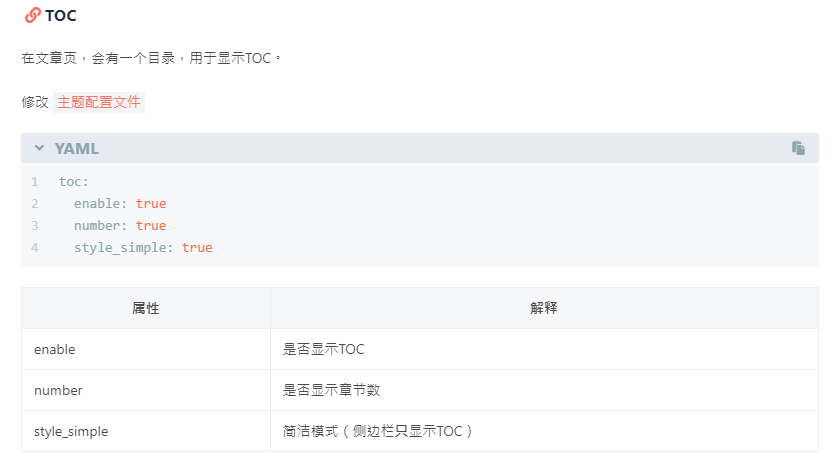 TOC
在文章页，会有一个目录，用于显示TOC。
修改 主题配置文件
YAML
1 toc:
2   enable: true
3   number: true
4   style_simple: true
属性 解释
enable 是否显示TOC
number 是否显示章节数
style_simple 简洁模式（侧边栏只显示TOC）